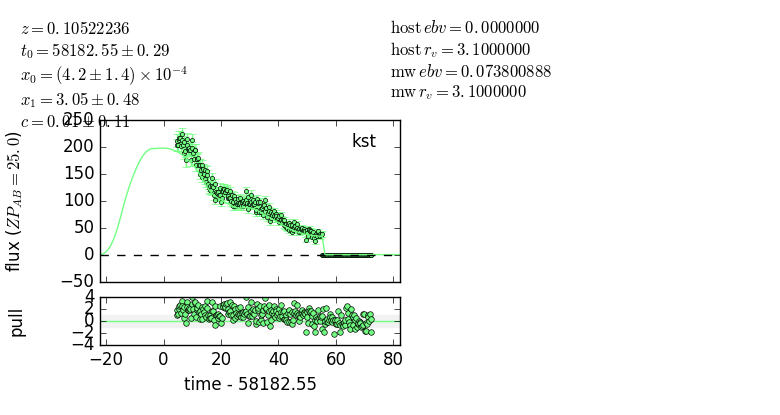 z = 0.10522236
t₀ = 58182.55 ± 0.29
x₀ = (4.2 ± 1.4) × 10⁻⁴
x₁ = 3.05 ± 0.48
host ebv = 0.0000000
host r_v = 3.1000000
mw ebv = 0.073800888
mw r_v = 3.1000000
kst
250
200
150
100
50
0
−50
flux (ZP_AB = 25.0)
4
2
0
−2
−4
pull
−20 0 20 40 60 80
time - 58182.55